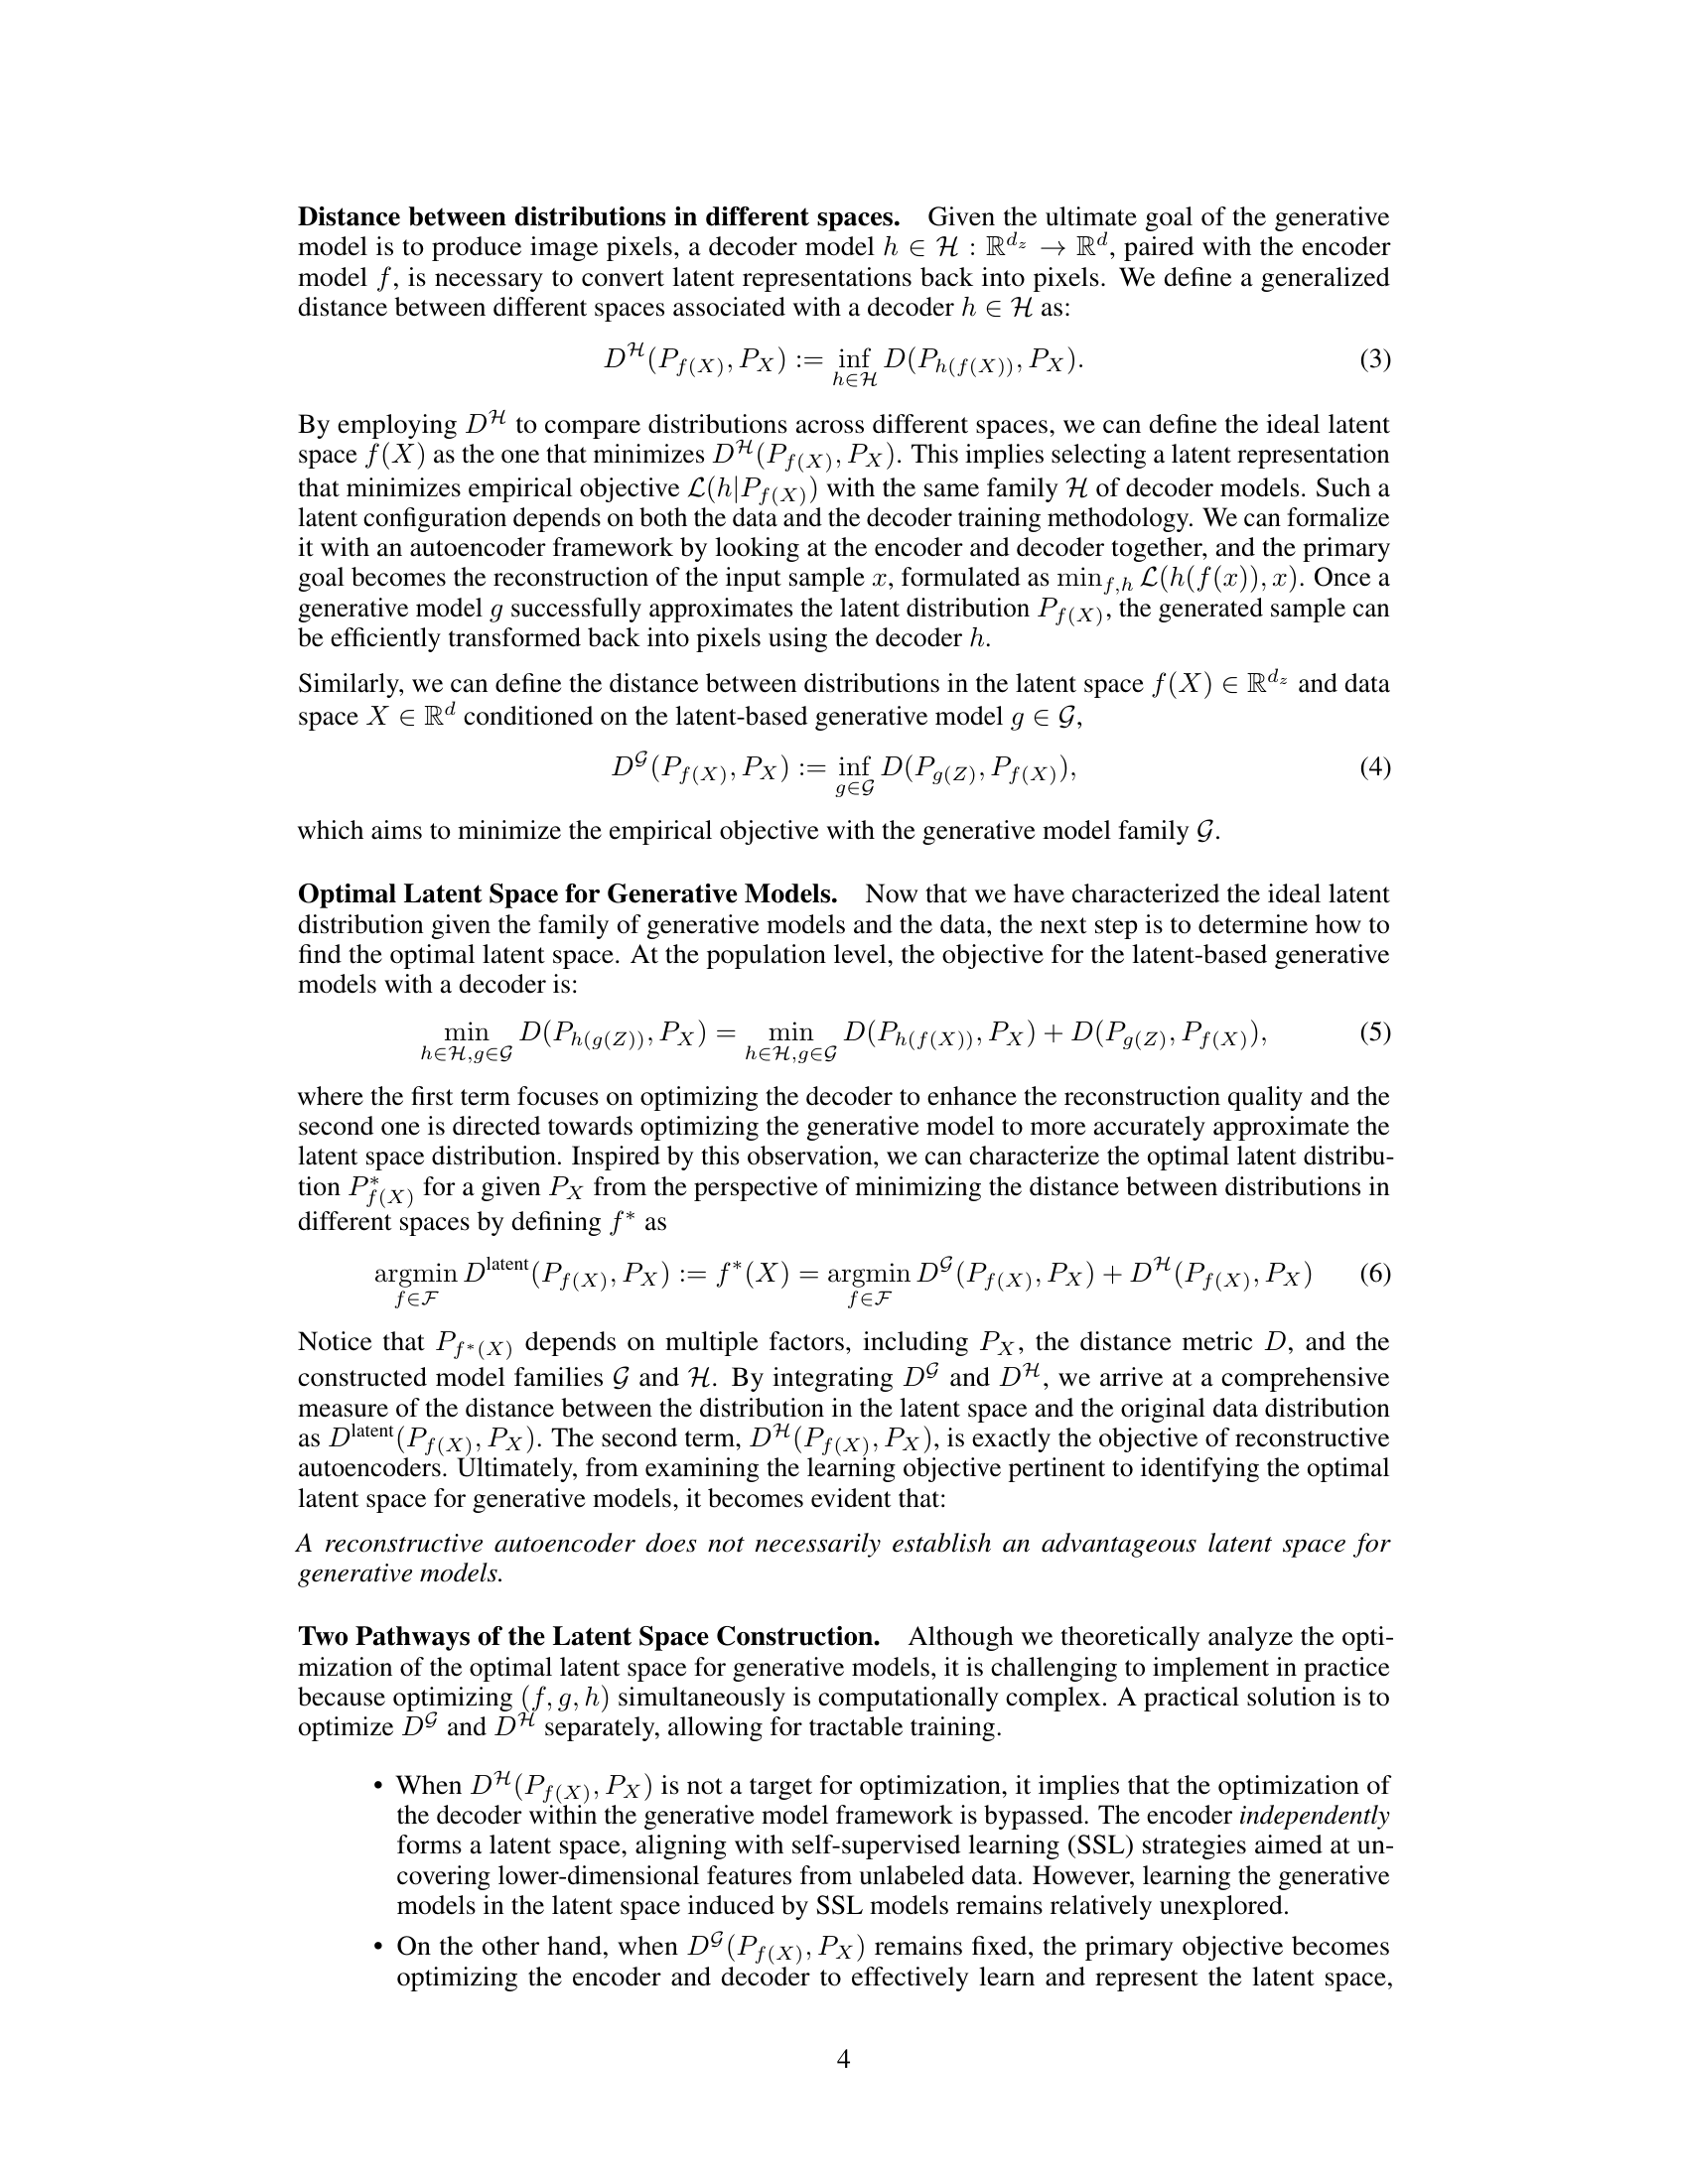 Distance between distributions in different spaces. Given the ultimate goal of the generative
model is to produce image pixels, a decoder model $h \in \mathcal{H} : \mathbb{R}^{d_z} \to \mathbb{R}^d$, paired with the encoder
model $f$, is necessary to convert latent representations back into pixels. We define a generalized
distance between different spaces associated with a decoder $h \in \mathcal{H}$ as:
$D^{\mathcal{H}}(P_{f(X)}, P_X) := \inf_{h \in \mathcal{H}} D(P_{h(f(X))}, P_X).$ (3)
By employing $D^{\mathcal{H}}$ to compare distributions across different spaces, we can define the ideal latent
space $f(X)$ as the one that minimizes $D^{\mathcal{H}}(P_{f(X)}, P_X)$. This implies selecting a latent representation
that minimizes empirical objective $\mathcal{L}(h|P_{f(X)})$ with the same family $\mathcal{H}$ of decoder models. Such a
latent configuration depends on both the data and the decoder training methodology. We can formalize
it with an autoencoder framework by looking at the encoder and decoder together, and the primary
goal becomes the reconstruction of the input sample $x$, formulated as $\min_{f,h} \mathcal{L}(h(f(x)), x)$. Once a
generative model $g$ successfully approximates the latent distribution $P_{f(X)}$, the generated sample can
be efficiently transformed back into pixels using the decoder $h$.
Similarly, we can define the distance between distributions in the latent space $f(X) \in \mathbb{R}^{d_z}$ and data
space $X \in \mathbb{R}^d$ conditioned on the latent-based generative model $g \in \mathcal{G}$,
$D^{\mathcal{G}}(P_{f(X)}, P_X) := \inf_{g \in \mathcal{G}} D(P_{g(Z)}, P_{f(X)}),$ (4)
which aims to minimize the empirical objective with the generative model family $\mathcal{G}$.
Optimal Latent Space for Generative Models. Now that we have characterized the ideal latent
distribution given the family of generative models and the data, the next step is to determine how to
find the optimal latent space. At the population level, the objective for the latent-based generative
models with a decoder is:
$\min_{h \in \mathcal{H}, g \in \mathcal{G}} D(P_{h(g(Z))}, P_X) = \min_{h \in \mathcal{H}, g \in \mathcal{G}} D(P_{h(f(X))}, P_X) + D(P_{g(Z)}, P_{f(X)}),$ (5)
where the first term focuses on optimizing the decoder to enhance the reconstruction quality and the
second one is directed towards optimizing the generative model to more accurately approximate the
latent space distribution. Inspired by this observation, we can characterize the optimal latent distribu-
tion $P^*_{f(X)}$ for a given $P_X$ from the perspective of minimizing the distance between distributions in
different spaces by defining $f^*$ as
$\operatorname{argmin}_{f \in \mathcal{F}} D^{\text{latent}}(P_{f(X)}, P_X) := f^*(X) = \operatorname{argmin}_{f \in \mathcal{F}} D^{\mathcal{G}}(P_{f(X)}, P_X) + D^{\mathcal{H}}(P_{f(X)}, P_X)$ (6)
Notice that $P_{f^*(X)}$ depends on multiple factors, including $P_X$, the distance metric $D$, and the
constructed model families $\mathcal{G}$ and $\mathcal{H}$. By integrating $D^{\mathcal{G}}$ and $D^{\mathcal{H}}$, we arrive at a comprehensive
measure of the distance between the distribution in the latent space and the original data distribution
as $D^{\text{latent}}(P_{f(X)}, P_X)$. The second term, $D^{\mathcal{H}}(P_{f(X)}, P_X)$, is exactly the objective of reconstructive
autoencoders. Ultimately, from examining the learning objective pertinent to identifying the optimal
latent space for generative models, it becomes evident that:
A reconstructive autoencoder does not necessarily establish an advantageous latent space for
generative models.
Two Pathways of the Latent Space Construction. Although we theoretically analyze the opti-
mization of the optimal latent space for generative models, it is challenging to implement in practice
because optimizing $(f, g, h)$ simultaneously is computationally complex. A practical solution is to
optimize $D^{\mathcal{G}}$ and $D^{\mathcal{H}}$ separately, allowing for tractable training.
• When $D^{\mathcal{H}}(P_{f(X)}, P_X)$ is not a target for optimization, it implies that the optimization of
the decoder within the generative model framework is bypassed. The encoder independently
forms a latent space, aligning with self-supervised learning (SSL) strategies aimed at un-
covering lower-dimensional features from unlabeled data. However, learning the generative
models in the latent space induced by SSL models remains relatively unexplored.
• On the other hand, when $D^{\mathcal{G}}(P_{f(X)}, P_X)$ remains fixed, the primary objective becomes
optimizing the encoder and decoder to effectively learn and represent the latent space,
4